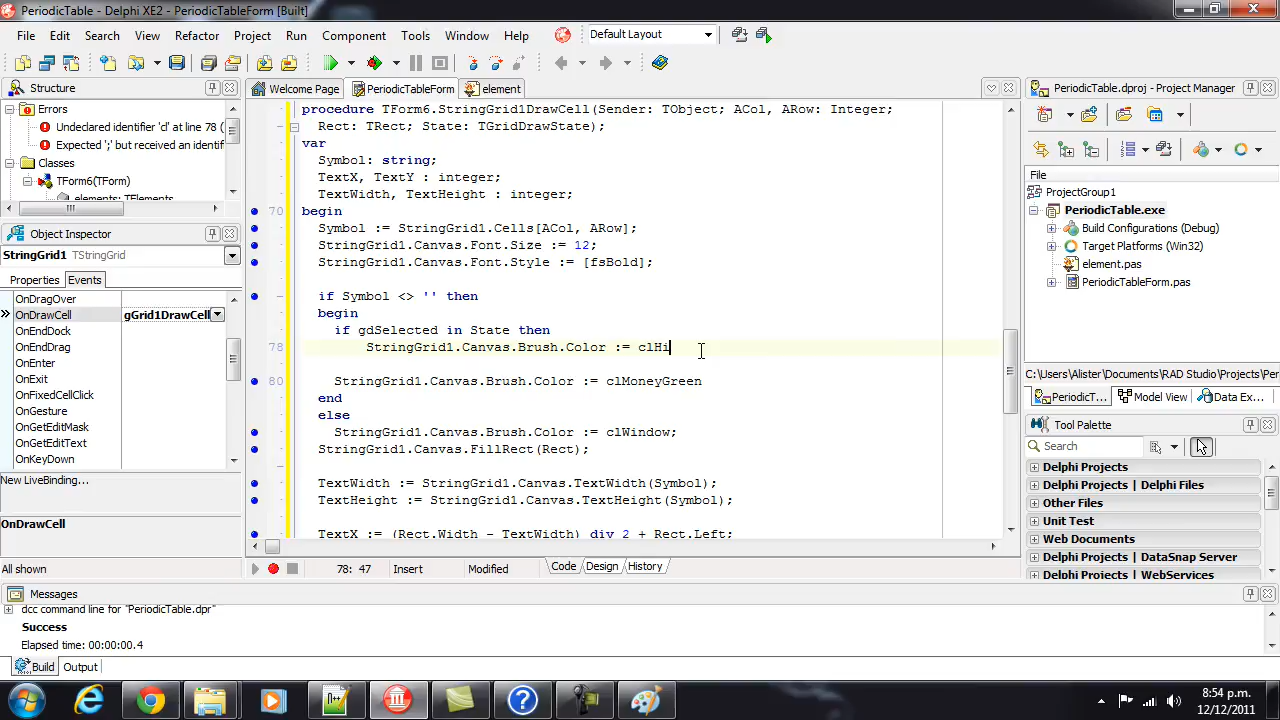 PeriodicTable - Delphi XE2 - PeriodicTableForm [Built]
File Edit Search View Refactor Project Run Component Tools Window Help
Default Layout
Structure
Errors
Undeclared identifier 'cl' at line 78 (
Expected ';' but received an identif
Classes
TForm6(TForm)
elements: TElements
Object Inspector
StringGrid1 TStringGrid
Properties Events
OnDragOver
OnDrawCell gGrid1DrawCell
OnEndDock
OnEndDrag
OnEnter
OnExit
OnFixedCellClick
OnGesture
OnGetEditMask
OnGetEditText
OnKeyDown
New LiveBinding...
OnDrawCell
All shown
Welcome Page PeriodicTableForm element
procedure TForm6.StringGrid1DrawCell(Sender: TObject; ACol, ARow: Integer;
Rect: TRect; State: TGridDrawState);
var
Symbol: string;
TextX, TextY : integer;
TextWidth, TextHeight : integer;
70 begin
Symbol := StringGrid1.Cells[ACol, ARow];
StringGrid1.Canvas.Font.Size := 12;
StringGrid1.Canvas.Font.Style := [fsBold];
if Symbol <> '' then
begin
if gdSelected in State then
78 StringGrid1.Canvas.Brush.Color := clHi
80 StringGrid1.Canvas.Brush.Color := clMoneyGreen
end
else
StringGrid1.Canvas.Brush.Color := clWindow;
StringGrid1.Canvas.FillRect(Rect);
TextWidth := StringGrid1.Canvas.TextWidth(Symbol);
TextHeight := StringGrid1.Canvas.TextHeight(Symbol);
TextX := (Rect.Width - TextWidth) div 2 + Rect.Left;
78: 47 Insert Modified Code Design History
PeriodicTable.dproj - Project Manager
File
ProjectGroup1
PeriodicTable.exe
Build Configurations (Debug)
Target Platforms (Win32)
element.pas
PeriodicTableForm.pas
C:\Users\Alister\Documents\RAD Studio\Projects\Per
PeriodicT... Model View Data Ex...
Tool Palette
Search
Delphi Projects
Delphi Projects | Delphi Files
Other Files
Unit Test
Web Documents
Delphi Projects | DataSnap Server
Delphi Projects | WebServices
Messages
dcc command line for "PeriodicTable.dpr"
Success
Elapsed time: 00:00:00.4
Build Output
8:54 p.m.
12/12/2011